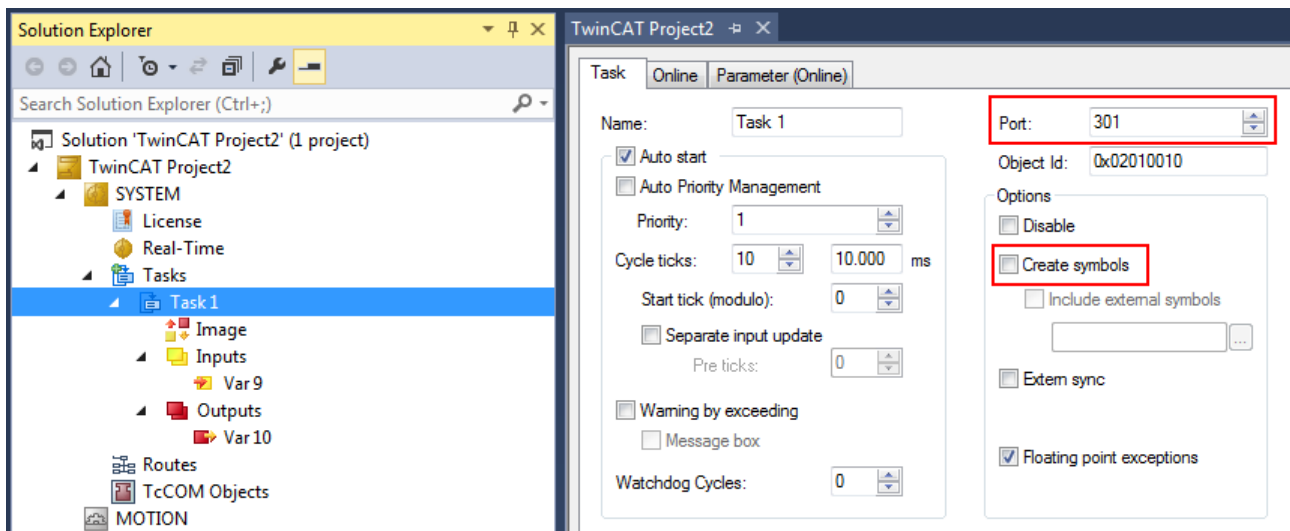 Solution Explorer
Search Solution Explorer (Ctrl+;)
Solution 'TwinCAT Project2' (1 project)
TwinCAT Project2
SYSTEM
License
Real-Time
Tasks
Task 1
Image
Inputs
Var 9
Outputs
Var 10
Routes
TcCOM Objects
MOTION
TwinCAT Project2
Task Online Parameter (Online)
Name: Task 1
Auto start
Auto Priority Management
Priority: 1
Cycle ticks: 10 10.000 ms
Start tick (modulo): 0
Separate input update
Pre ticks: 0
Warning by exceeding
Message box
Watchdog Cycles: 0
Port: 301
Object Id: 0x02010010
Options
Disable
Create symbols
Include external symbols
...
Extern sync
Floating point exceptions